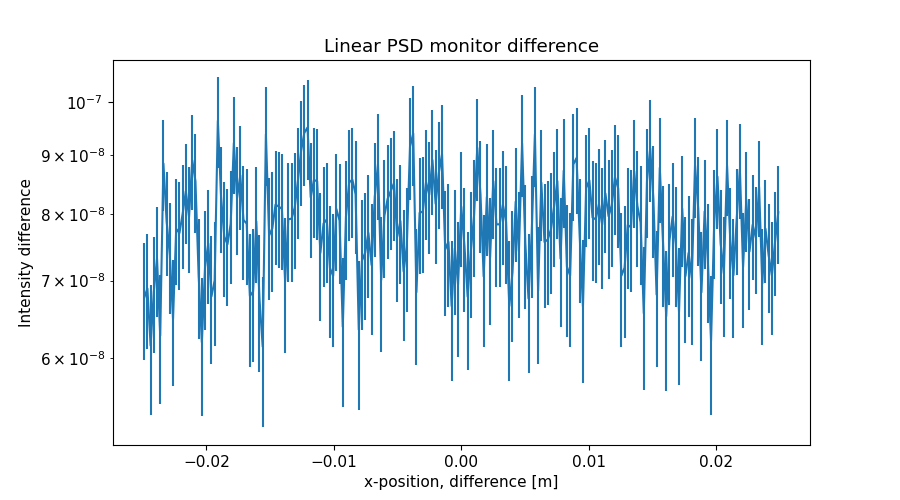 Linear PSD monitor difference
Intensity difference
10⁻⁷
9 × 10⁻⁸
8 × 10⁻⁸
7 × 10⁻⁸
6 × 10⁻⁸
−0.02 −0.01 0.00 0.01 0.02
x-position, difference [m]